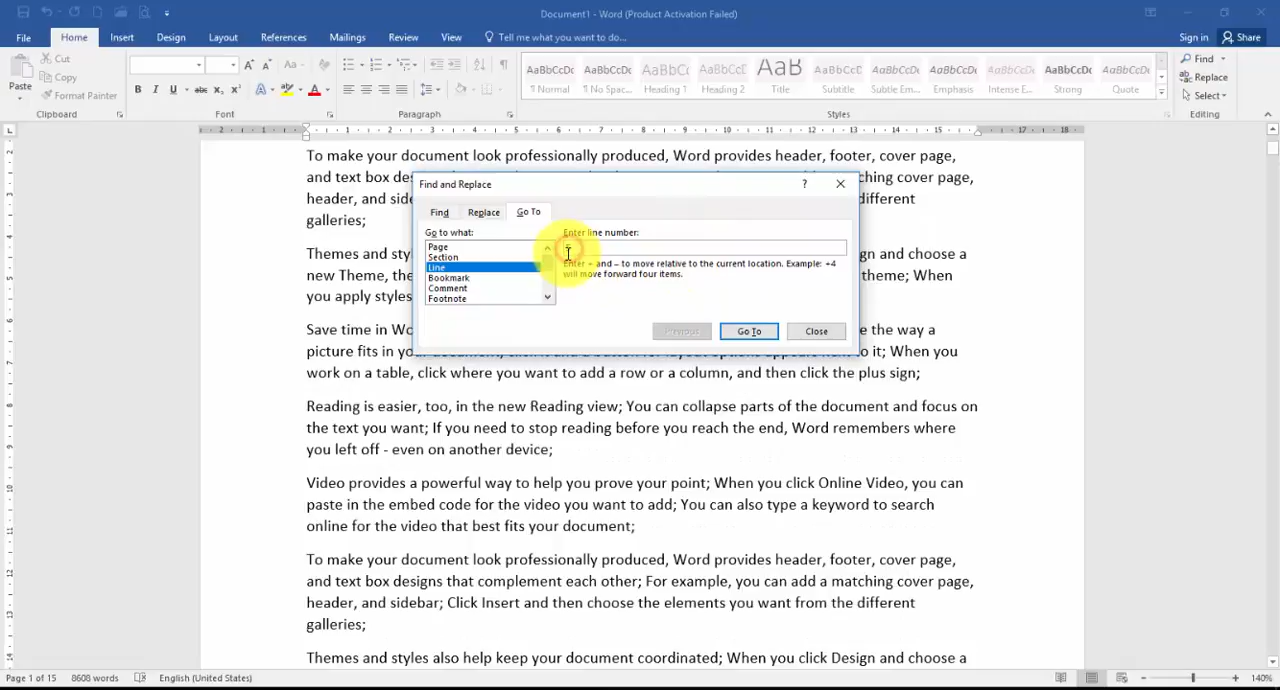 Document1 - Word (Product Activation Failed)
File Home Insert Design Layout References Mailings Review View Tell me what you want to do... Sign in Share
Paste Cut
Copy
Format Painter
Clipboard Font Paragraph Styles Editing
AaBbCcDc AaBbCcDc AaBbCc AaBbCcE AaB AaBbCcD AaBbCcDt AaBbCcDt AaBbCcDt AaBbCcDc AaBbCcDt
¶ Normal ¶ No Spac... Heading 1 Heading 2 Title Subtitle Subtle Em... Emphasis Intense E... Strong Quote
Find
Replace
Select
To make your document look professionally produced, Word provides header, footer, cover page,
and text box de ching cover page,
header, and side ifferent
galleries;
Themes and sty gn and choose a
new Theme, the theme; When
you apply styles
Save time in Wo e the way a
picture fits in you to it; When you
work on a table, click where you want to add a row or a column, and then click the plus sign;
Reading is easier, too, in the new Reading view; You can collapse parts of the document and focus on
the text you want; If you need to stop reading before you reach the end, Word remembers where
you left off - even on another device;
Video provides a powerful way to help you prove your point; When you click Online Video, you can
paste in the embed code for the video you want to add; You can also type a keyword to search
online for the video that best fits your document;
To make your document look professionally produced, Word provides header, footer, cover page,
and text box designs that complement each other; For example, you can add a matching cover page,
header, and sidebar; Click Insert and then choose the elements you want from the different
galleries;
Themes and styles also help keep your document coordinated; When you click Design and choose a
Find and Replace
Find Replace Go To
Go to what:
Page
Section
Line
Bookmark
Comment
Footnote
Enter line number:
Enter + and – to move relative to the current location. Example: +4
will move forward four items.
Previous Go To Close
Page 1 of 15 8608 words English (United States) 140%